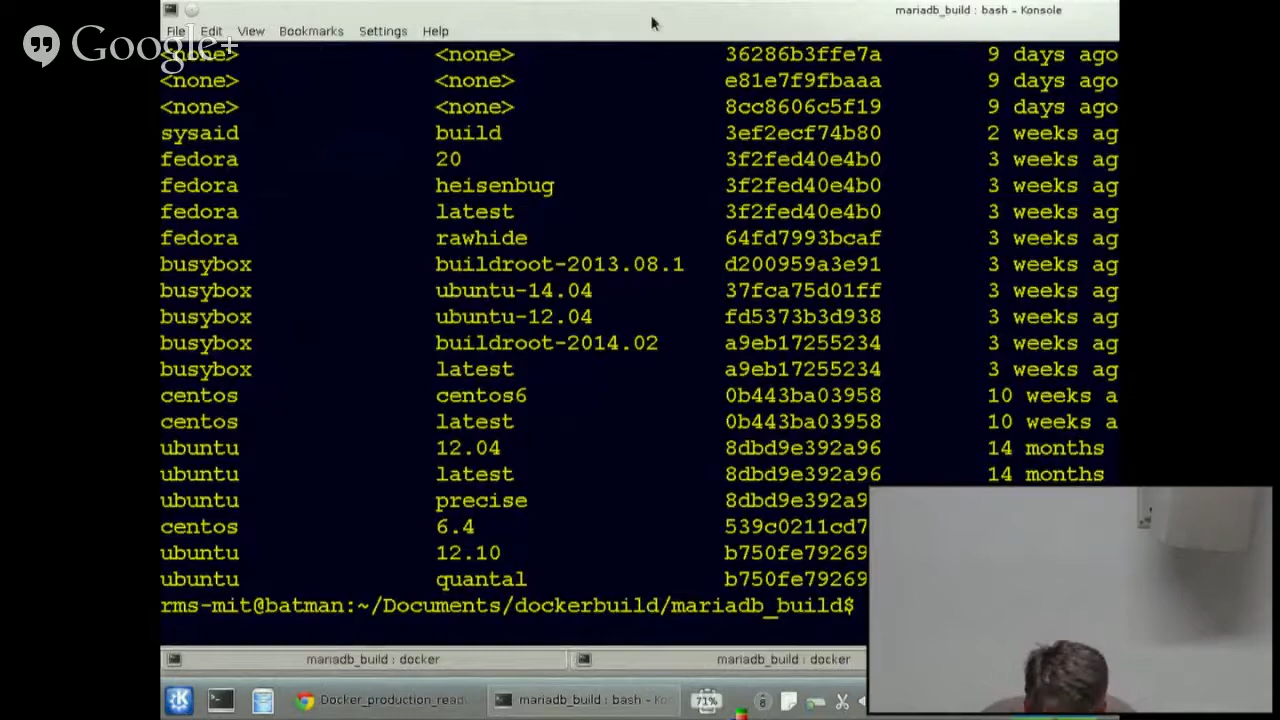 Google+
mariadb_build : bash - Konsole
File Edit View Bookmarks Settings Help
<none> <none> 36286b3ffe7a 9 days ago
<none> <none> e81e7f9fbaaa 9 days ago
<none> <none> 8cc8606c5f19 9 days ago
sysaid build 3ef2ecf74b80 2 weeks ag
fedora 20 3f2fed40e4b0 3 weeks ag
fedora heisenbug 3f2fed40e4b0 3 weeks ag
fedora latest 3f2fed40e4b0 3 weeks ag
fedora rawhide 64fd7993bcaf 3 weeks ag
busybox buildroot-2013.08.1 d200959a3e91 3 weeks ag
busybox ubuntu-14.04 37fca75d01ff 3 weeks ag
busybox ubuntu-12.04 fd5373b3d938 3 weeks ag
busybox buildroot-2014.02 a9eb17255234 3 weeks ag
busybox latest a9eb17255234 3 weeks ag
centos centos6 0b443ba03958 10 weeks a
centos latest 0b443ba03958 10 weeks a
ubuntu 12.04 8dbd9e392a96 14 months
ubuntu latest 8dbd9e392a96 14 months
ubuntu precise 8dbd9e392a9
centos 6.4 539c0211cd7
ubuntu 12.10 b750fe79269
ubuntu quantal b750fe79269
rms-mit@batman:~/Documents/dockerbuild/mariadb_build$
mariadb_build : docker mariadb_build : docker
Docker_production_read mariadb_build : bash - Ko 71% 8